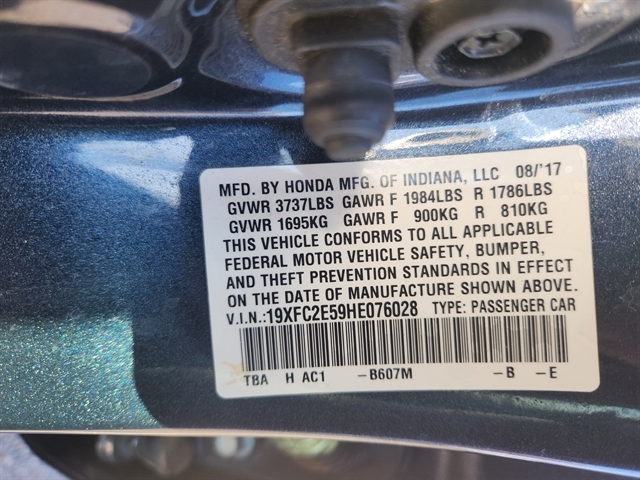 MFD. BY HONDA MFG. OF INDIANA, LLC 08/'17
GVWR 3737LBS GAWR F 1984LBS R 1786LBS
GVWR 1695KG GAWR F 900KG R 810KG
THIS VEHICLE CONFORMS TO ALL APPLICABLE
FEDERAL MOTOR VEHICLE SAFETY, BUMPER,
AND THEFT PREVENTION STANDARDS IN EFFECT
ON THE DATE OF MANUFACTURE SHOWN ABOVE.
V.I.N.:19XFC2E59HE076028 TYPE: PASSENGER CAR
TBA H AC1 -B607M -B -E